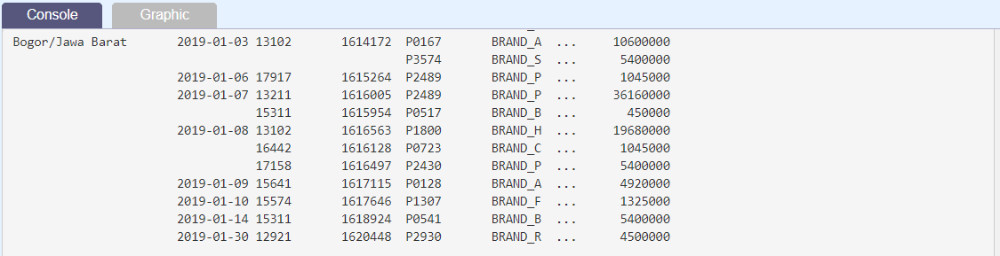 Console Graphic
Bogor/Jawa Barat 2019-01-03 13102 1614172 P0167 BRAND_A ... 10600000
P3574 BRAND_S ... 5400000
2019-01-06 17917 1615264 P2489 BRAND_P ... 1045000
2019-01-07 13211 1616005 P2489 BRAND_P ... 36160000
15311 1615954 P0517 BRAND_B ... 450000
2019-01-08 13102 1616563 P1800 BRAND_H ... 19680000
16442 1616128 P0723 BRAND_C ... 1045000
17158 1616497 P2430 BRAND_P ... 5400000
2019-01-09 15641 1617115 P0128 BRAND_A ... 4920000
2019-01-10 15574 1617646 P1307 BRAND_F ... 1325000
2019-01-14 15311 1618924 P0541 BRAND_B ... 5400000
2019-01-30 12921 1620448 P2930 BRAND_R ... 4500000